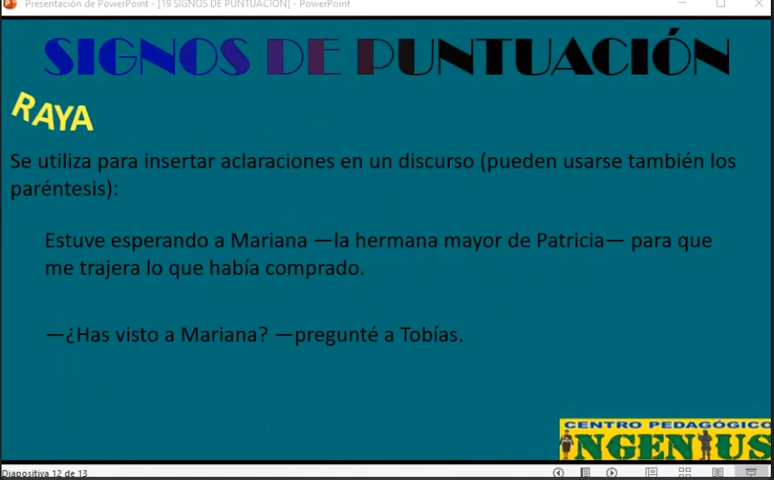 Presentación de PowerPoint - [19 SIGNOS DE PUNTUACIÓN] - PowerPoint
SIGNOS DE PUNTUACIÓN
RAYA
Se utiliza para insertar aclaraciones en un discurso (pueden usarse también los
paréntesis):
Estuve esperando a Mariana —la hermana mayor de Patricia— para que
me trajera lo que había comprado.
—¿Has visto a Mariana? —pregunté a Tobías.
CENTRO PEDAGÓGICO
INGENIUS
Diapositiva 12 de 13